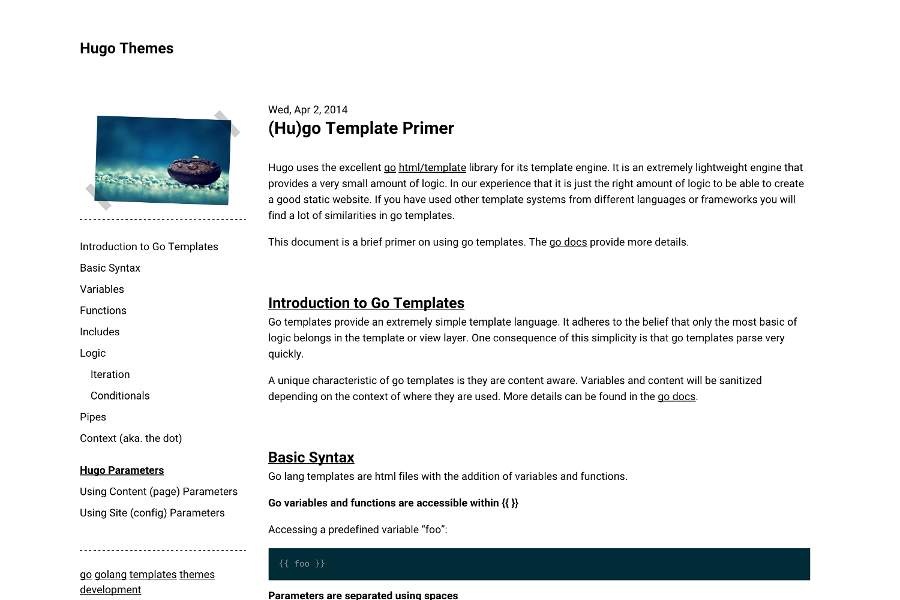 Hugo Themes
Introduction to Go Templates
Basic Syntax
Variables
Functions
Includes
Logic
Iteration
Conditionals
Pipes
Context (aka. the dot)
Hugo Parameters
Using Content (page) Parameters
Using Site (config) Parameters
go golang templates themes
development
Wed, Apr 2, 2014
(Hu)go Template Primer
Hugo uses the excellent go html/template library for its template engine. It is an extremely lightweight engine that
provides a very small amount of logic. In our experience that it is just the right amount of logic to be able to create
a good static website. If you have used other template systems from different languages or frameworks you will
find a lot of similarities in go templates.
This document is a brief primer on using go templates. The go docs provide more details.
Introduction to Go Templates
Go templates provide an extremely simple template language. It adheres to the belief that only the most basic of
logic belongs in the template or view layer. One consequence of this simplicity is that go templates parse very
quickly.
A unique characteristic of go templates is they are content aware. Variables and content will be sanitized
depending on the context of where they are used. More details can be found in the go docs.
Basic Syntax
Go lang templates are html files with the addition of variables and functions.
Go variables and functions are accessible within {{ }}
Accessing a predefined variable “foo”:
{{ foo }}
Parameters are separated using spaces